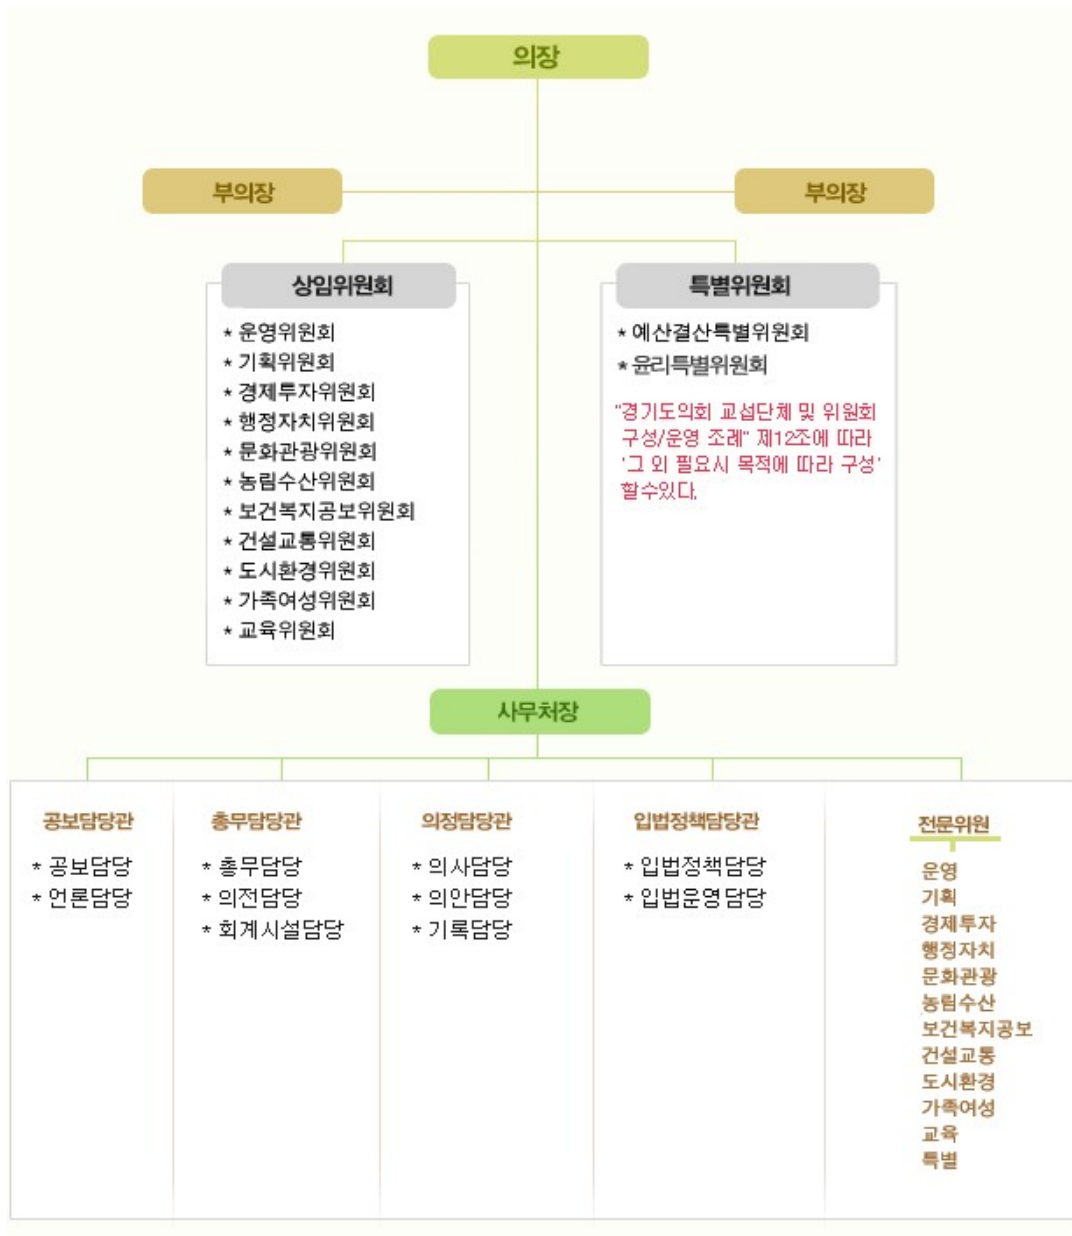 의장
부의장
부의장
상임위원회
* 운영위원회
* 기획위원회
* 경제투자위원회
* 행정자치위원회
* 문화관광위원회
* 농림수산위원회
* 보건복지공보위원회
* 건설교통위원회
* 도시환경위원회
* 가족여성위원회
* 교육위원회
특별위원회
* 예산결산특별위원회
* 윤리특별위원회
"경기도의회 교섭단체 및 위원회
구성/운영 조례" 제12조에 따라
'그 외 필요시 목적에 따라 구성'
할수있다.
사무처장
공보담당관
* 공보담당
* 언론담당
총무담당관
* 총무담당
* 의전담당
* 회계시설담당
의정담당관
* 의사담당
* 의안담당
* 기록담당
입법정책담당관
* 입법정책담당
* 입법운영담당
전문위원
운영
기획
경제투자
행정자치
문화관광
농림수산
보건복지공보
건설교통
도시환경
가족여성
교육
특별